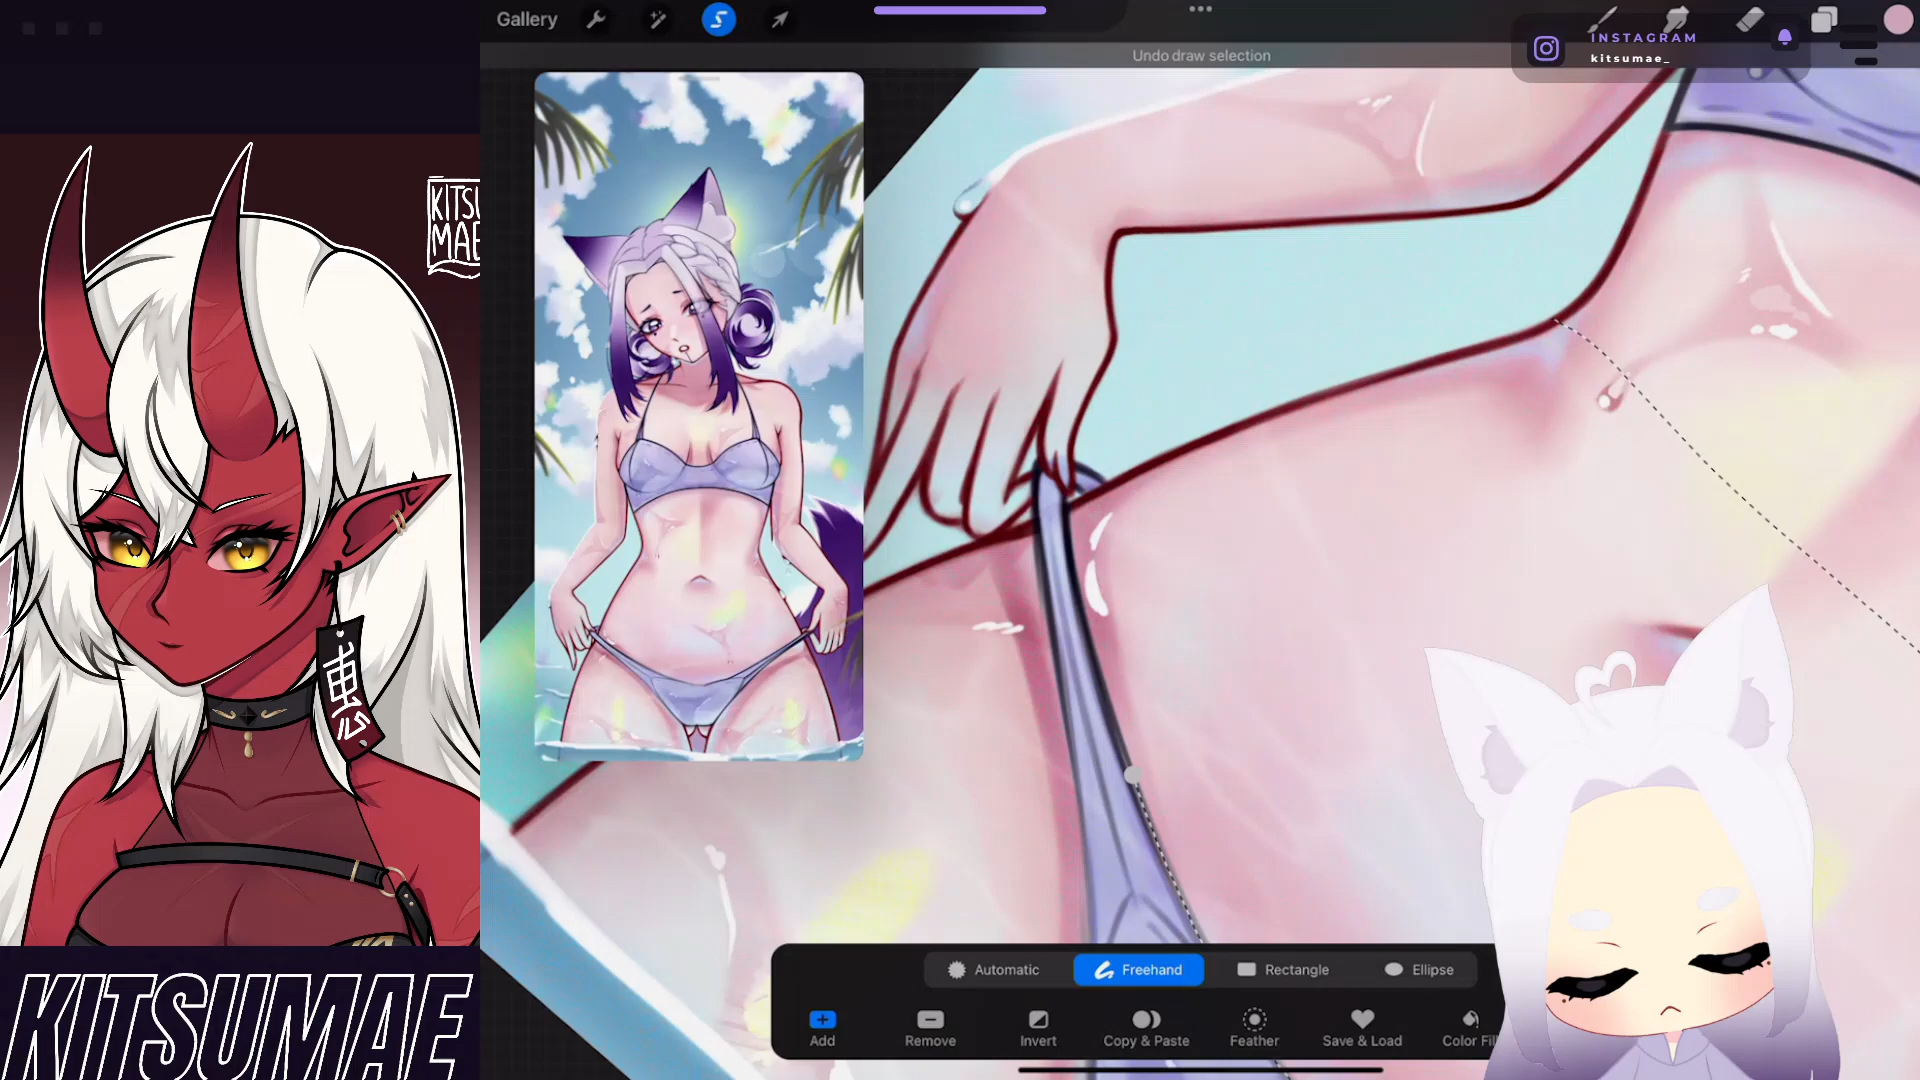 Gallery
Undo draw selection
INSTAGRAM
kitsumae_
KITSU
MAE
KITSUMAE
Automatic
Freehand
Rectangle
Ellipse
Add
Remove
Invert
Copy & Paste
Feather
Save & Load
Color Fil